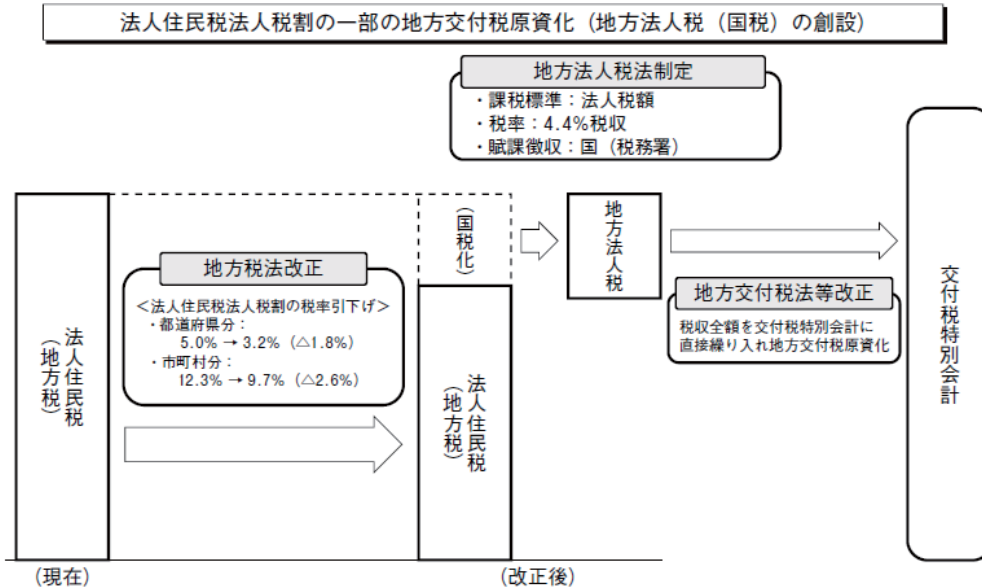 法人住民税法人税割の一部の地方交付税原資化（地方法人税（国税）の創設）
地方法人税法制定
・課税標準：法人税額
・税率：4.4%税収
・賦課徴収：国（税務署）
法人住民税
（地方税）
地方税法改正
＜法人住民税法人税割の税率引下げ＞
・都道府県分：
5.0% → 3.2%（△1.8%）
・市町村分：
12.3% → 9.7%（△2.6%）
（国税化）
法人住民税
（地方税）
地方法人税
地方交付税法等改正
税収全額を交付税特別会計に
直接繰り入れ地方交付税原資化
交付税特別会計
（現在）
（改正後）